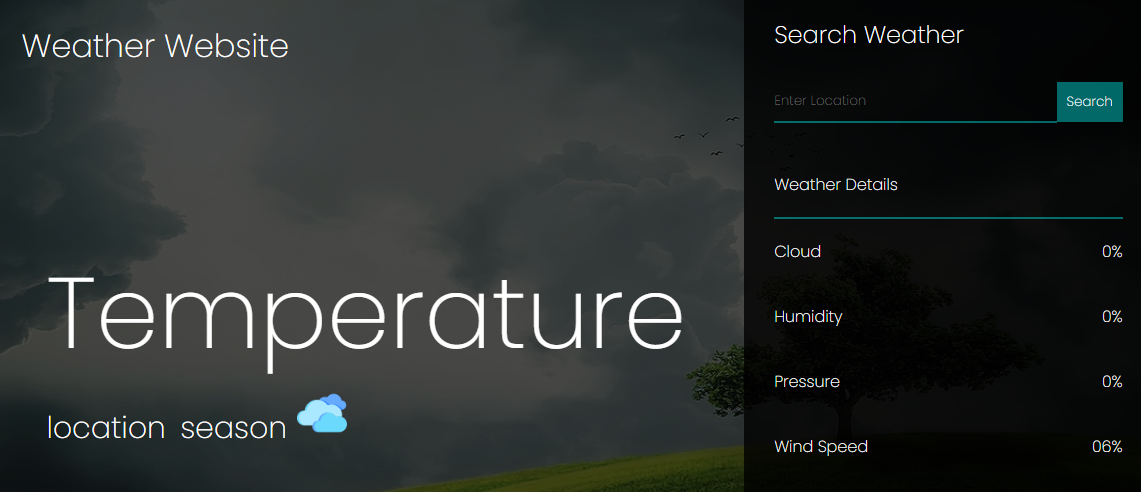 Weather Website
Temperature
location season
Search Weather
Enter Location
Search
Weather Details
Cloud 0%
Humidity 0%
Pressure 0%
Wind Speed 06%